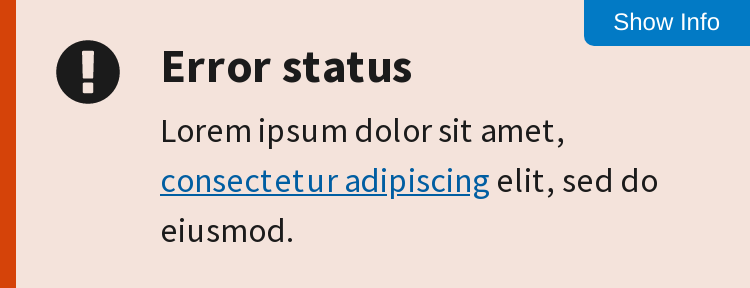 Show Info
Error status
Lorem ipsum dolor sit amet,
consectetur adipiscing elit, sed do
eiusmod.